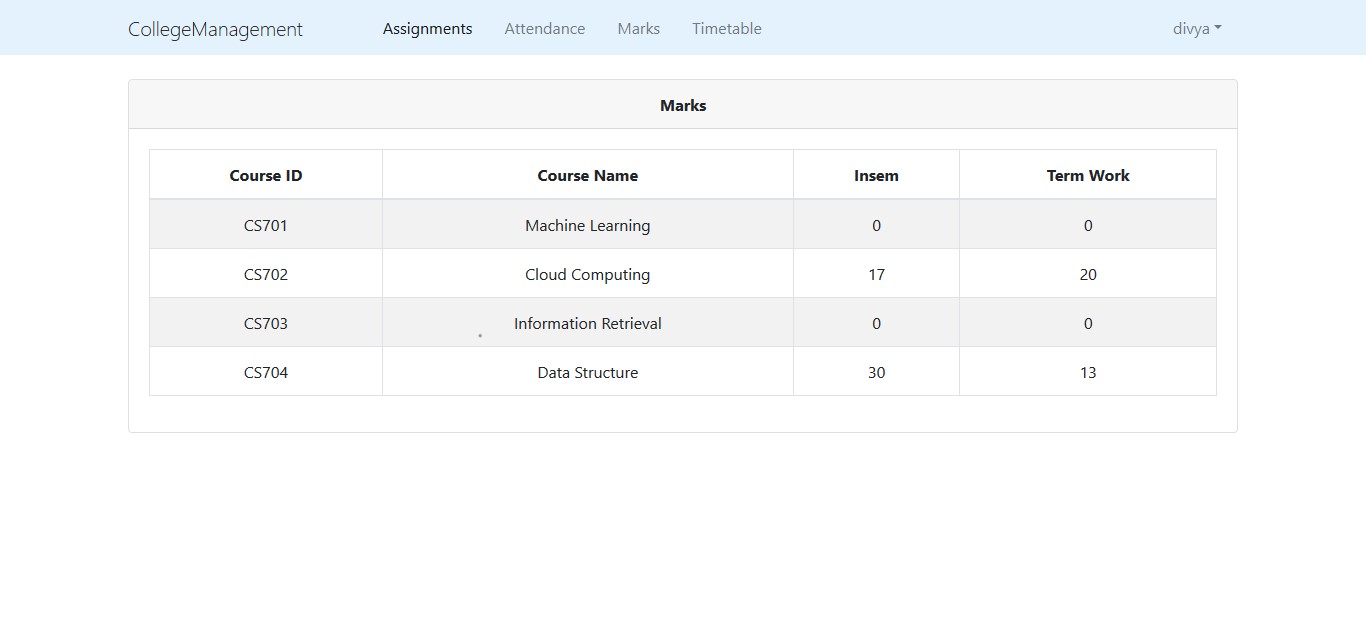 CollegeManagement Assignments Attendance Marks Timetable divya
Marks
Course ID Course Name Insem Term Work
CS701 Machine Learning 0 0
CS702 Cloud Computing 17 20
CS703 Information Retrieval 0 0
CS704 Data Structure 30 13